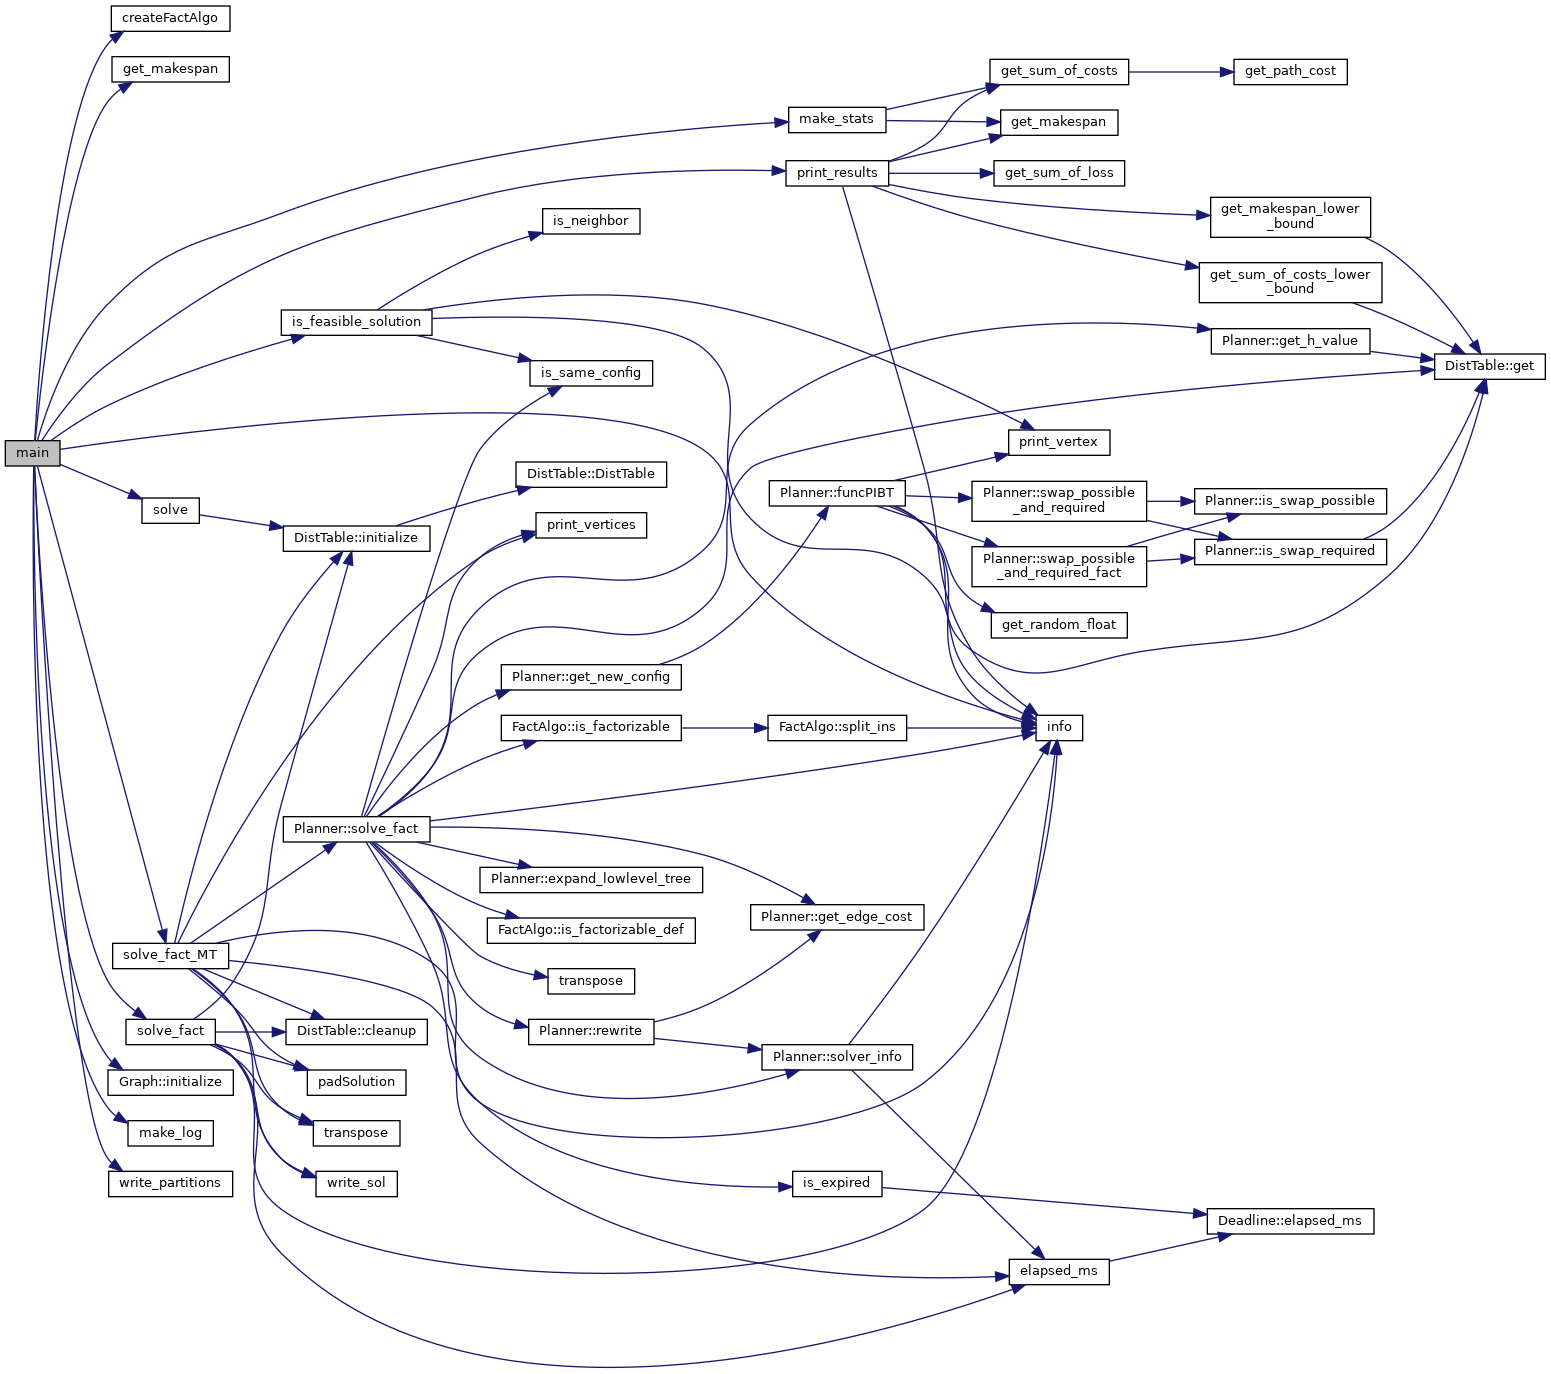 createFactAlgo
get_makespan
get_sum_of_costs
get_path_cost
make_stats
get_makespan
print_results
get_sum_of_loss
get_makespan_lower
_bound
is_neighbor
get_sum_of_costs_lower
_bound
is_feasible_solution
Planner::get_h_value
is_same_config
DistTable::get
main
print_vertex
DistTable::DistTable
Planner::funcPIBT
Planner::swap_possible
_and_required
Planner::is_swap_possible
solve
print_vertices
DistTable::initialize
Planner::is_swap_required
Planner::swap_possible
_and_required_fact
get_random_float
Planner::get_new_config
FactAlgo::is_factorizable
FactAlgo::split_ins
info
Planner::solve_fact
Planner::expand_lowlevel_tree
Planner::get_edge_cost
FactAlgo::is_factorizable_def
solve_fact_MT
transpose
solve_fact
DistTable::cleanup
Planner::rewrite
Planner::solver_info
Graph::initialize
padSolution
make_log
transpose
write_partitions
write_sol
is_expired
Deadline::elapsed_ms
elapsed_ms